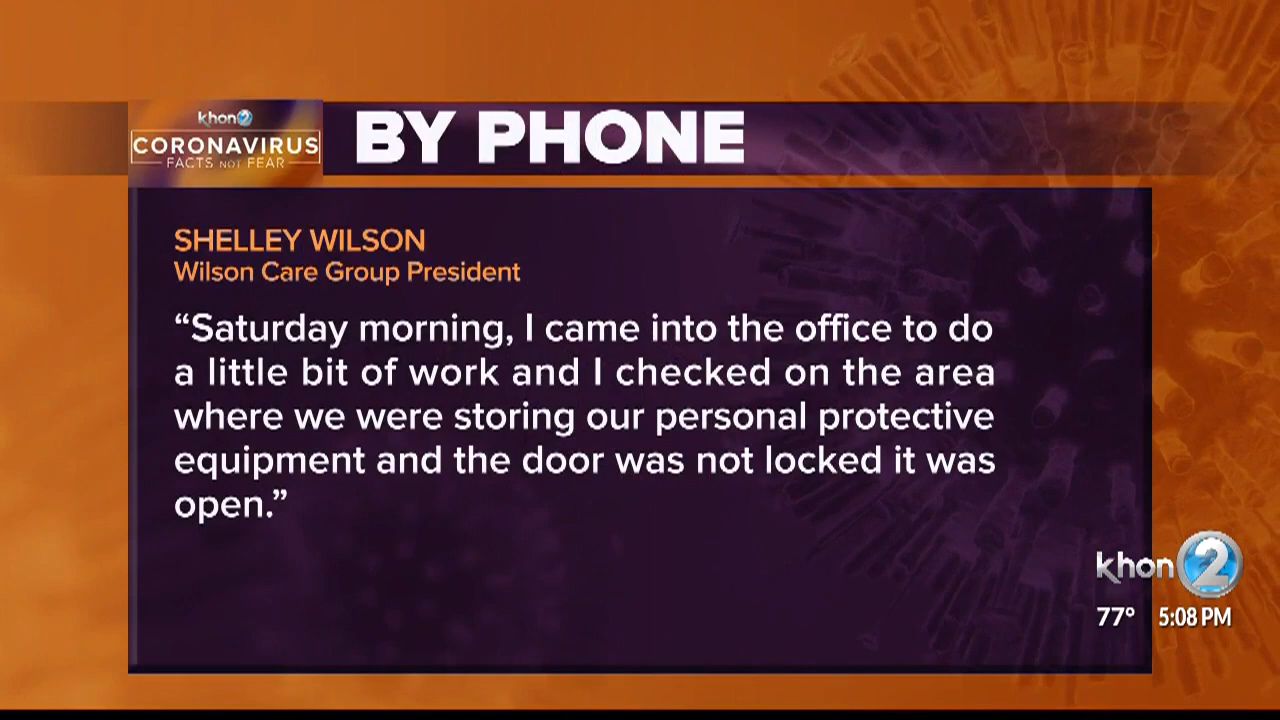 khon2
CORONAVIRUS
FACTS NOT FEAR
BY PHONE
SHELLEY WILSON
Wilson Care Group President
“Saturday morning, I came into the office to do
a little bit of work and I checked on the area
where we were storing our personal protective
equipment and the door was not locked it was
open.”
khon 2
77° 5:08 PM